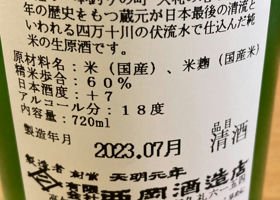 年の歴史をもつ蔵元が日本最後の清流と
いわれる四万十川の伏流水で仕込んだ純
米の生原酒です。
原材料名：米（国産）、米麹（国産米）
精米歩合：６０％
日本酒度：＋７
アルコール分：１８度
内容量：720ml
品目 清酒
製造年月 2023.07月
製造者 創業 天明元年
有限会社 西岡酒造店